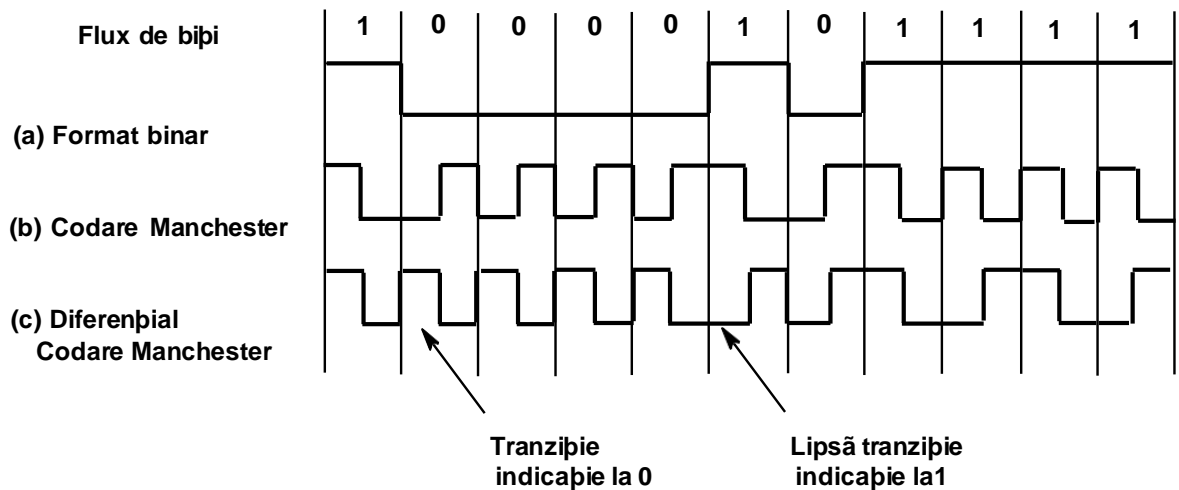 Flux de biþi
1 0 0 0 0 1 0 1 1 1 1
(a) Format binar
(b) Codare Manchester
(c) Diferenþial
Codare Manchester
Tranziþie
indicaþie la 0
Lipsã tranziþie
indicaþie la1